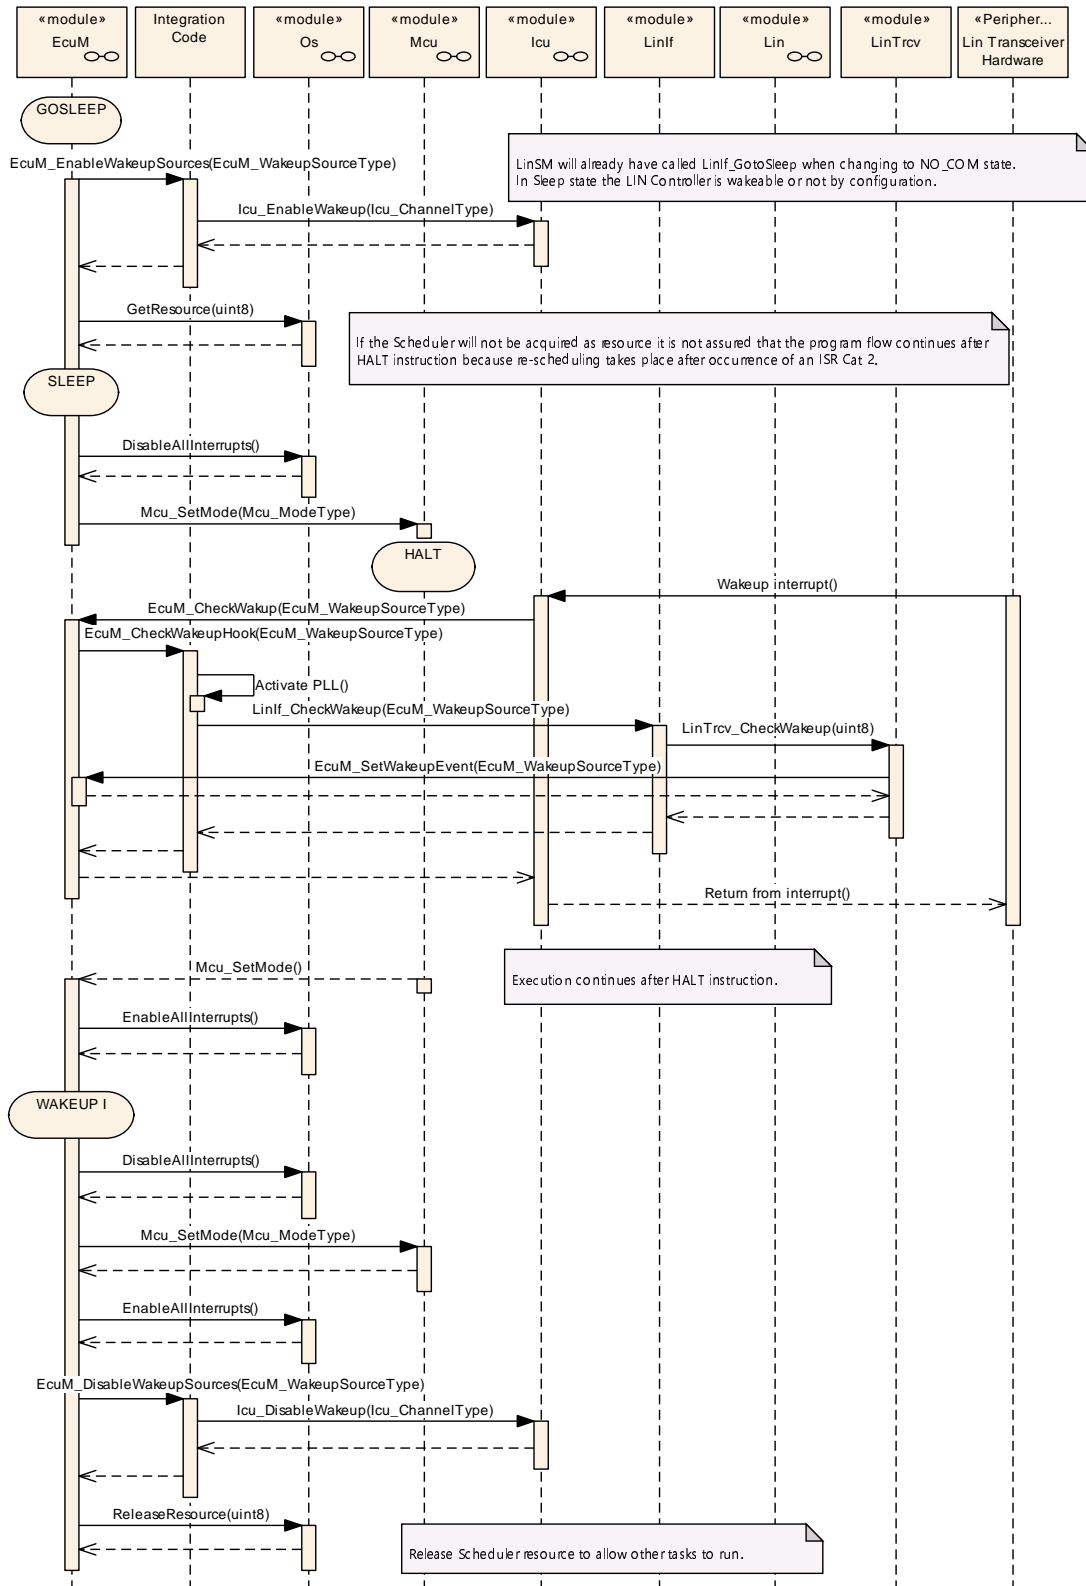 «module»
EcuM
Integration
Code
«module»
Os
«module»
Mcu
«module»
Icu
«module»
LinIf
«module»
Lin
«module»
LinTrcv
«Peripher...
Lin Transceiver
Hardware
GOSLEEP
EcuM_EnableWakeupSources(EcuM_WakeupSourceType)
LinSM will already have called LinIf_GotoSleep when changing to NO_COM state.
In Sleep state the LIN Controller is wakeable or not by configuration.
Icu_EnableWakeup(Icu_ChannelType)
GetResource(uint8)
If the Scheduler will not be acquired as resource it is not assured that the program flow continues after
HALT instruction because re-scheduling takes place after occurrence of an ISR Cat 2.
SLEEP
DisableAllInterrupts()
Mcu_SetMode(Mcu_ModeType)
HALT
Wakeup interrupt()
EcuM_CheckWakup(EcuM_WakeupSourceType)
EcuM_CheckWakeupHook(EcuM_WakeupSourceType)
Activate PLL()
LinIf_CheckWakeup(EcuM_WakeupSourceType)
LinTrcv_CheckWakeup(uint8)
EcuM_SetWakeupEvent(EcuM_WakeupSourceType)
Return from interrupt()
Mcu_SetMode()
Execution continues after HALT instruction.
EnableAllInterrupts()
WAKEUP I
DisableAllInterrupts()
Mcu_SetMode(Mcu_ModeType)
EnableAllInterrupts()
EcuM_DisableWakeupSources(EcuM_WakeupSourceType)
Icu_DisableWakeup(Icu_ChannelType)
ReleaseResource(uint8)
Release Scheduler resource to allow other tasks to run.